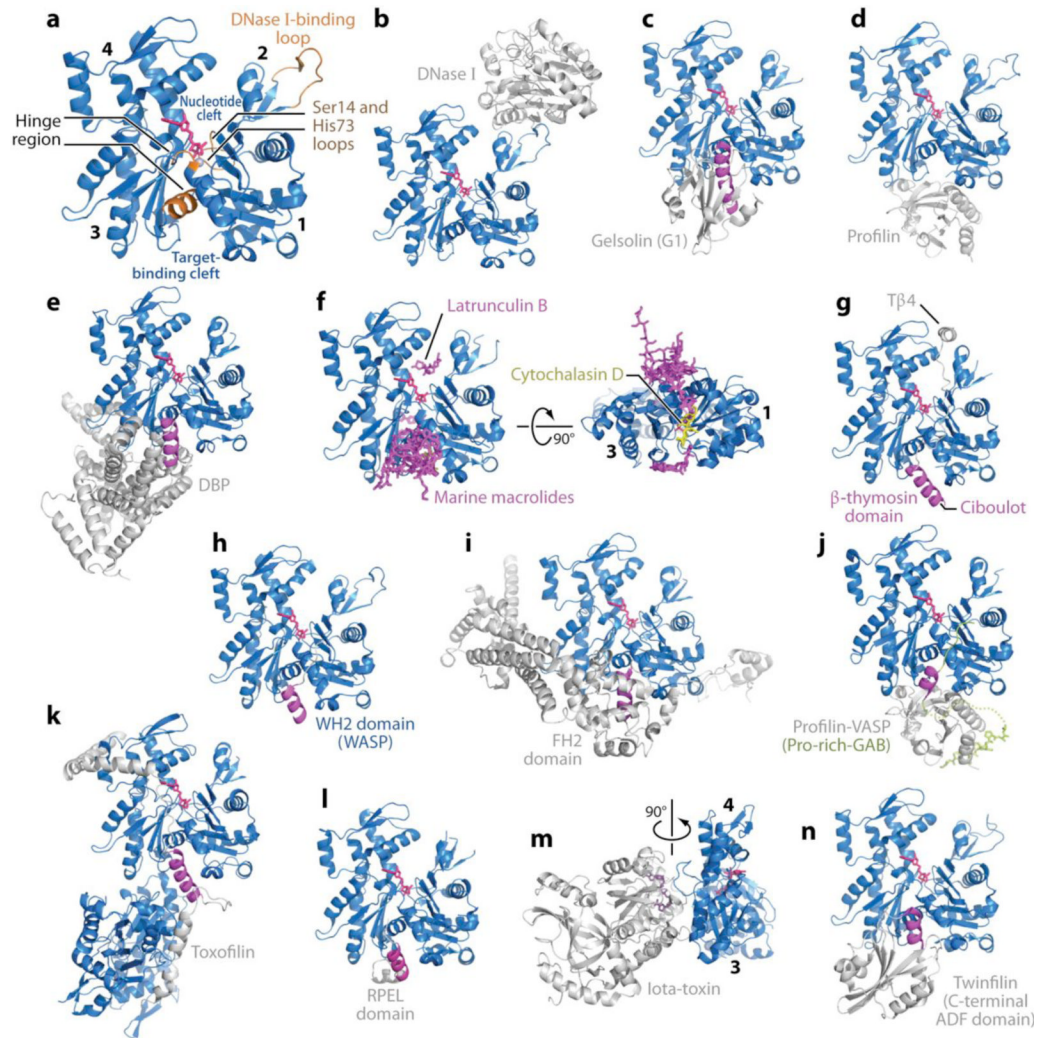 a
4
2
DNase I-binding
loop
Nucleotide
cleft
Ser14 and
His73
loops
Hinge
region
3
1
Target-
binding cleft
b
DNase I
c
Gelsolin (G1)
d
Profilin
e
DBP
f
Latrunculin B
Cytochalasin D
90°
Marine macrolides
3
1
g
Tβ4
β-thymosin
domain
Ciboulot
h
WH2 domain
(WASP)
i
FH2
domain
j
Profilin-VASP
(Pro-rich-GAB)
k
Toxofilin
l
RPEL
domain
m
90°
4
3
Iota-toxin
n
Twinfilin
(C-terminal
ADF domain)